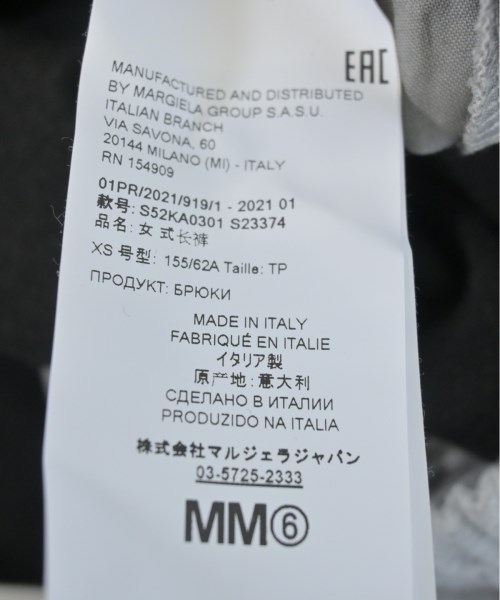 EAC
MANUFACTURED AND DISTRIBUTED
BY MARGIELA GROUP S.A.S.U.
ITALIAN BRANCH
VIA SAVONA, 60
20144 MILANO (MI) - ITALY
RN 154909
01PR/2021/919/1 - 2021 01
款号: S52KA0301 S23374
品名: 女式长裤
XS 号型: 155/62A Taille: TP
ПРОДУКТ: БРЮКИ
MADE IN ITALY
FABRIQUÉ EN ITALIE
イタリア製
原产地: 意大利
СДЕЛАНО В ИТАЛИИ
PRODUZIDO NA ITALIA
株式会社マルジェラジャパン
03-5725-2333
MM⑥